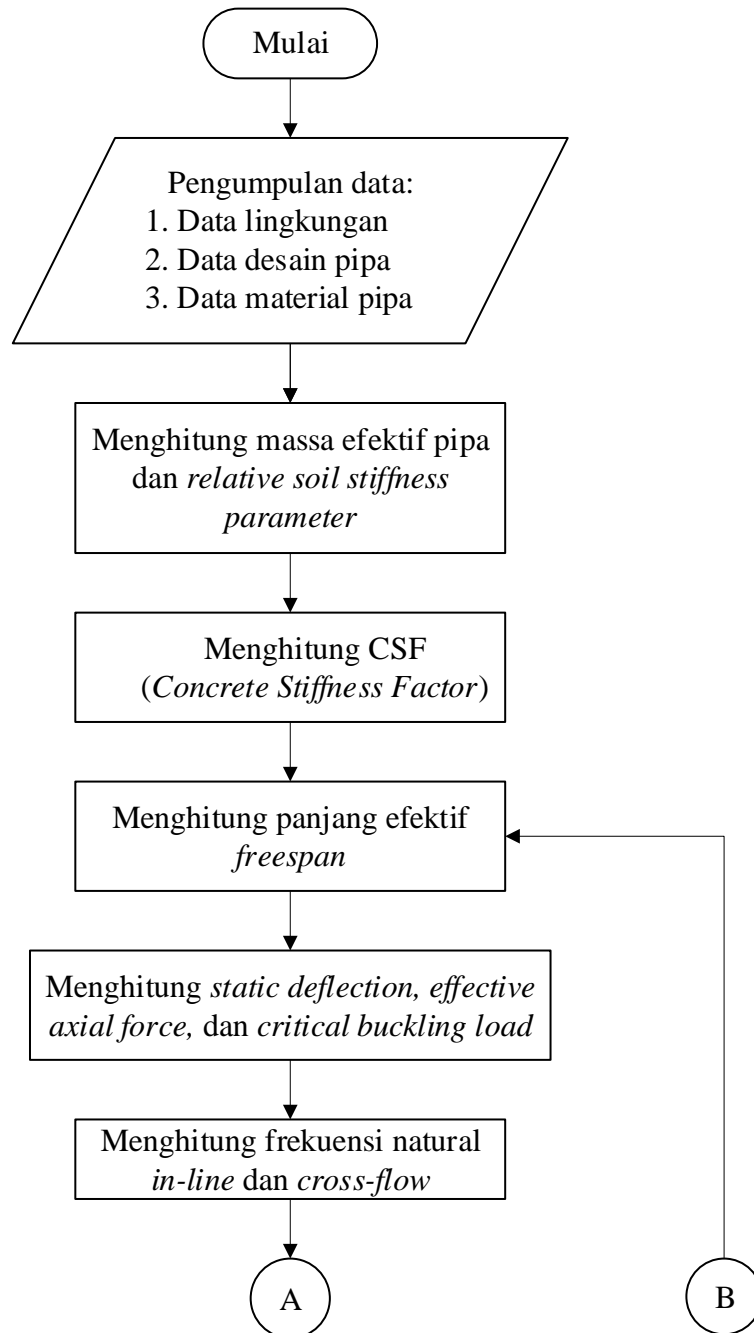 Mulai
Pengumpulan data:
1. Data lingkungan
2. Data desain pipa
3. Data material pipa
Menghitung massa efektif pipa
dan relative soil stiffness
parameter
Menghitung CSF
(Concrete Stiffness Factor)
Menghitung panjang efektif
freespan
Menghitung static deflection, effective
axial force, dan critical buckling load
Menghitung frekuensi natural
in-line dan cross-flow
A
B